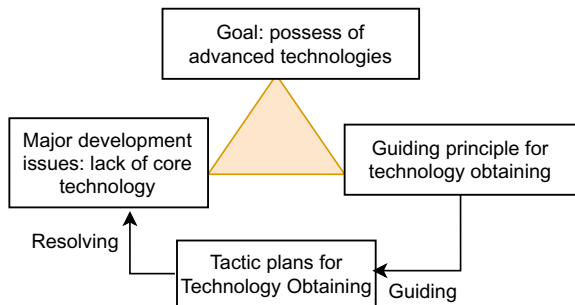 Goal: possess of
advanced technologies
Major development
issues: lack of core
technology
Guiding principle for
technology obtaining
Resolving
Tactic plans for
Technology Obtaining
Guiding